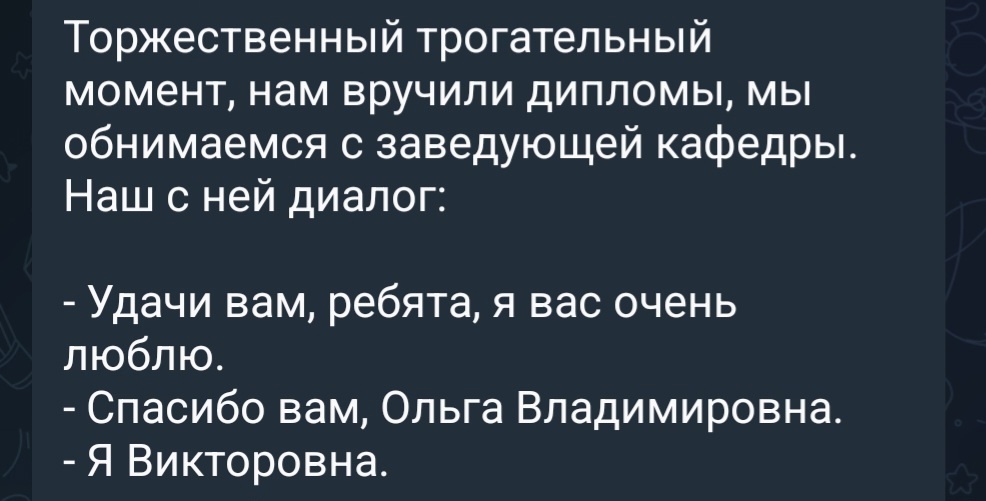 Торжественный трогательный
момент, нам вручили дипломы, мы
обнимаемся с заведующей кафедры.
Наш с ней диалог:
- Удачи вам, ребята, я вас очень
люблю.
- Спасибо вам, Ольга Владимировна.
- Я Викторовна.